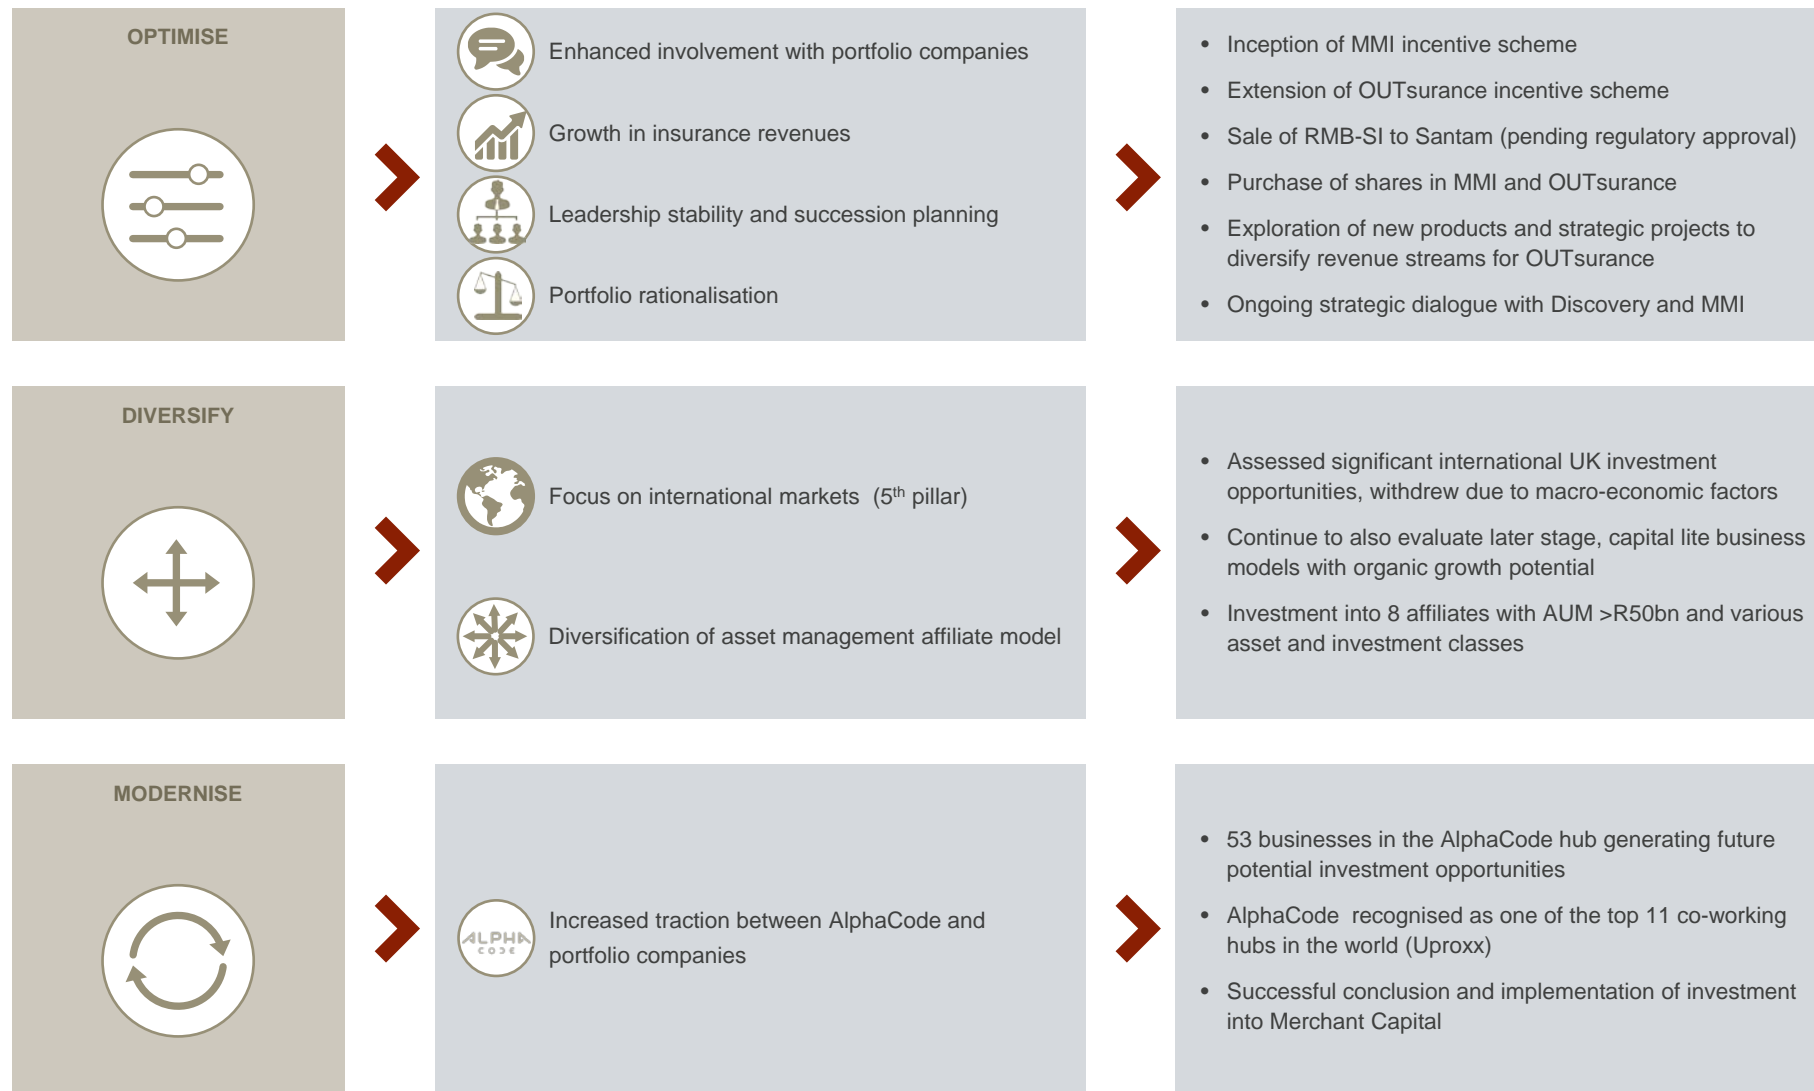 OPTIMISE
Enhanced involvement with portfolio companies
Growth in insurance revenues
Leadership stability and succession planning
Portfolio rationalisation
• Inception of MMI incentive scheme
• Extension of OUTsurance incentive scheme
• Sale of RMB-SI to Santam (pending regulatory approval)
• Purchase of shares in MMI and OUTsurance
• Exploration of new products and strategic projects to
diversify revenue streams for OUTsurance
• Ongoing strategic dialogue with Discovery and MMI
DIVERSIFY
Focus on international markets (5th pillar)
Diversification of asset management affiliate model
• Assessed significant international UK investment
opportunities, withdrew due to macro-economic factors
• Continue to also evaluate later stage, capital lite business
models with organic growth potential
• Investment into 8 affiliates with AUM >R50bn and various
asset and investment classes
MODERNISE
ALPHA
CODE
Increased traction between AlphaCode and
portfolio companies
• 53 businesses in the AlphaCode hub generating future
potential investment opportunities
• AlphaCode recognised as one of the top 11 co-working
hubs in the world (Uproxx)
• Successful conclusion and implementation of investment
into Merchant Capital